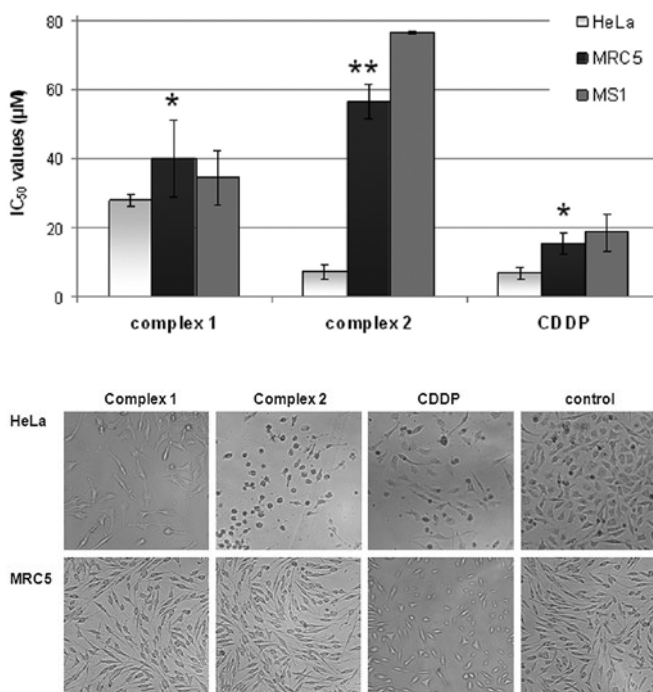 80
60
40
20
0
IC50 values (µM)
*
**
*
HeLa
MRC5
MS1
complex 1 complex 2 CDDP
Complex 1 Complex 2 CDDP control
HeLa
MRC5